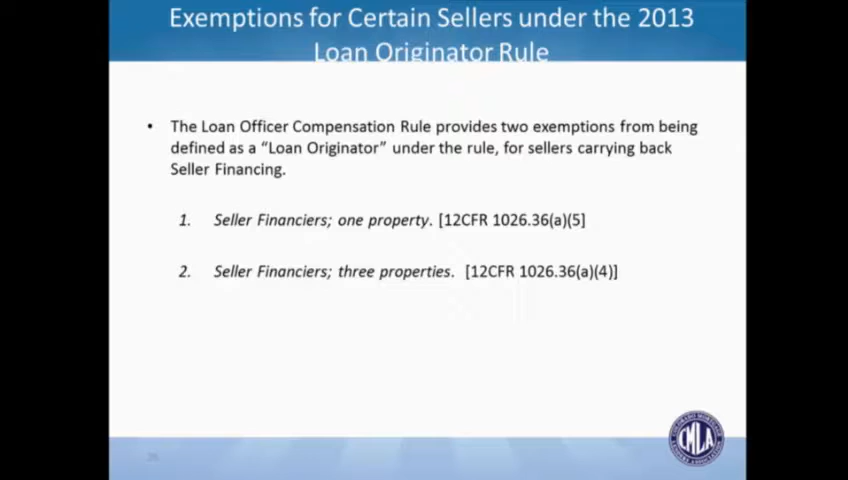 Exemptions for Certain Sellers under the 2013
Loan Originator Rule
• The Loan Officer Compensation Rule provides two exemptions from being
defined as a “Loan Originator” under the rule, for sellers carrying back
Seller Financing.
1. Seller Financiers; one property. [12CFR 1026.36(a)(5]
2. Seller Financiers; three properties. [12CFR 1026.36(a)(4)]
CMLA